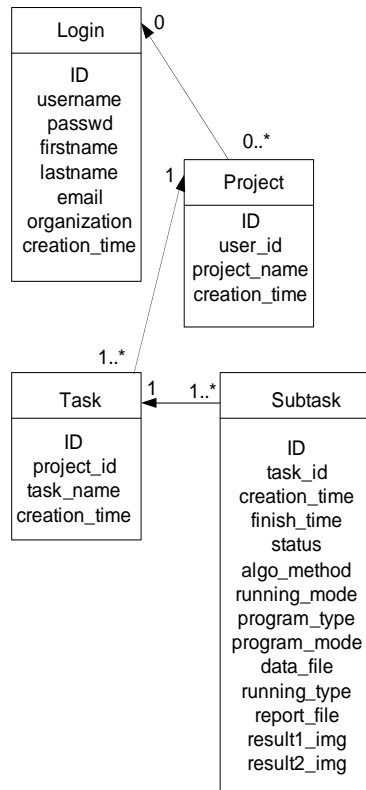 Login
ID
username
passwd
firstname
lastname
email
organization
creation_time
0
0..*
1
Project
ID
user_id
project_name
creation_time
1..*
Task
ID
project_id
task_name
creation_time
1
1..*
Subtask
ID
task_id
creation_time
finish_time
status
algo_method
running_mode
program_type
program_mode
data_file
running_type
report_file
result1_img
result2_img